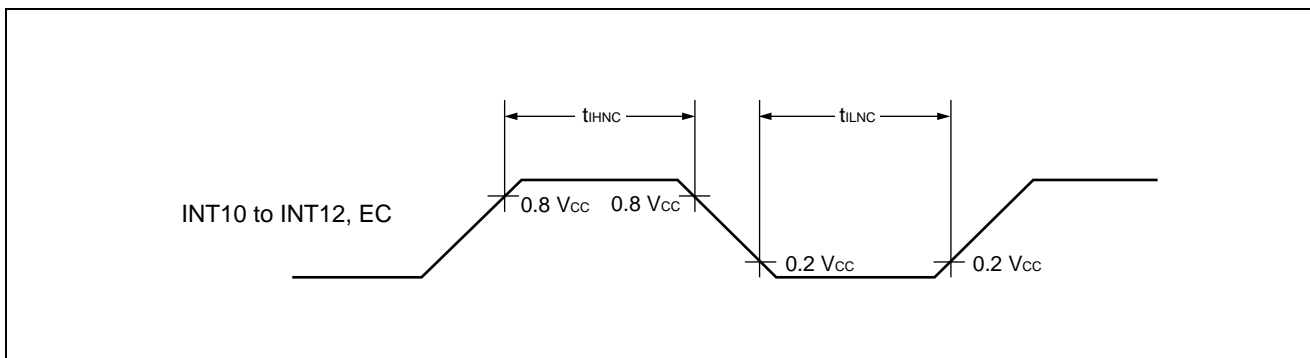 tIHNC
tILNC
INT10 to INT12, EC
0.8 VCC
0.8 VCC
0.2 VCC
0.2 VCC